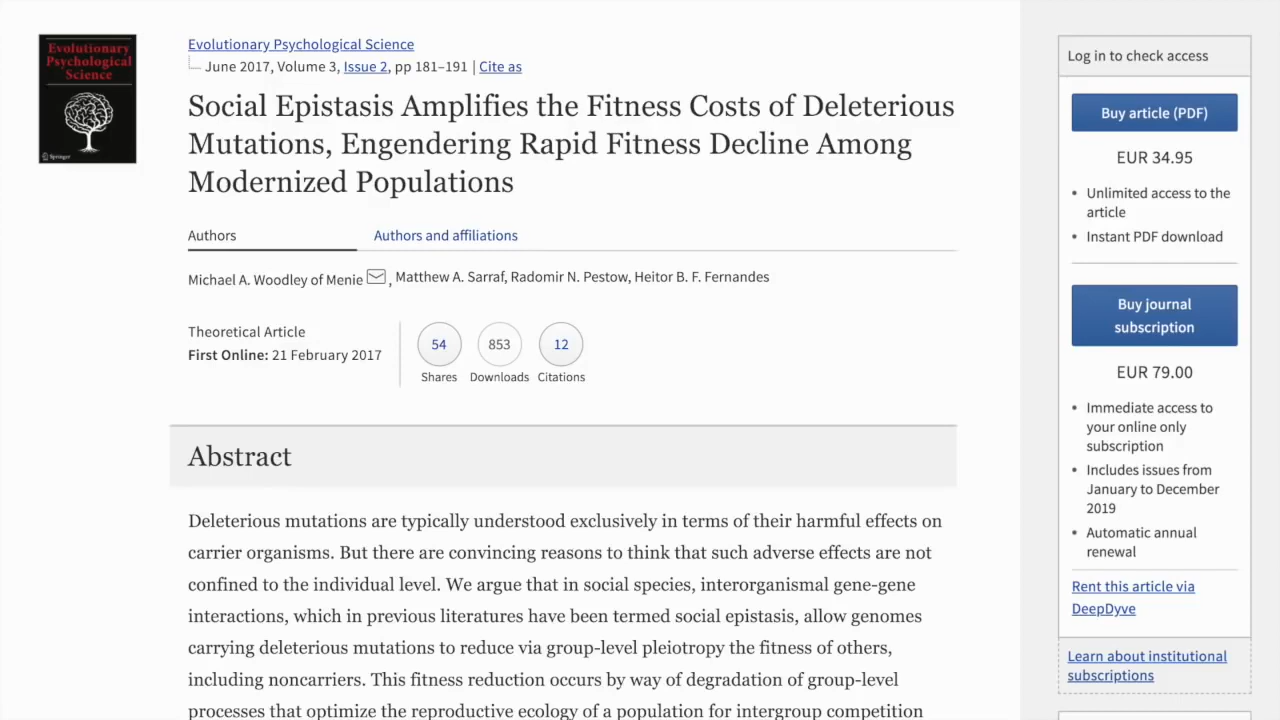 Evolutionary
Psychological
Science
Springer
Evolutionary Psychological Science
June 2017, Volume 3, Issue 2, pp 181–191 | Cite as
Social Epistasis Amplifies the Fitness Costs of Deleterious
Mutations, Engendering Rapid Fitness Decline Among
Modernized Populations
Authors
Authors and affiliations
Michael A. Woodley of Menie , Matthew A. Sarraf, Radomir N. Pestow, Heitor B. F. Fernandes
Theoretical Article
First Online: 21 February 2017
54
Shares
853
Downloads
12
Citations
Abstract
Deleterious mutations are typically understood exclusively in terms of their harmful effects on
carrier organisms. But there are convincing reasons to think that such adverse effects are not
confined to the individual level. We argue that in social species, interorganismal gene-gene
interactions, which in previous literatures have been termed social epistasis, allow genomes
carrying deleterious mutations to reduce via group-level pleiotropy the fitness of others,
including noncarriers. This fitness reduction occurs by way of degradation of group-level
processes that optimize the reproductive ecology of a population for intergroup competition
Log in to check access
Buy article (PDF)
EUR 34.95
• Unlimited access to the
article
• Instant PDF download
Buy journal
subscription
EUR 79.00
• Immediate access to
your online only
subscription
• Includes issues from
January to December
2019
• Automatic annual
renewal
Rent this article via
DeepDyve
Learn about institutional
subscriptions